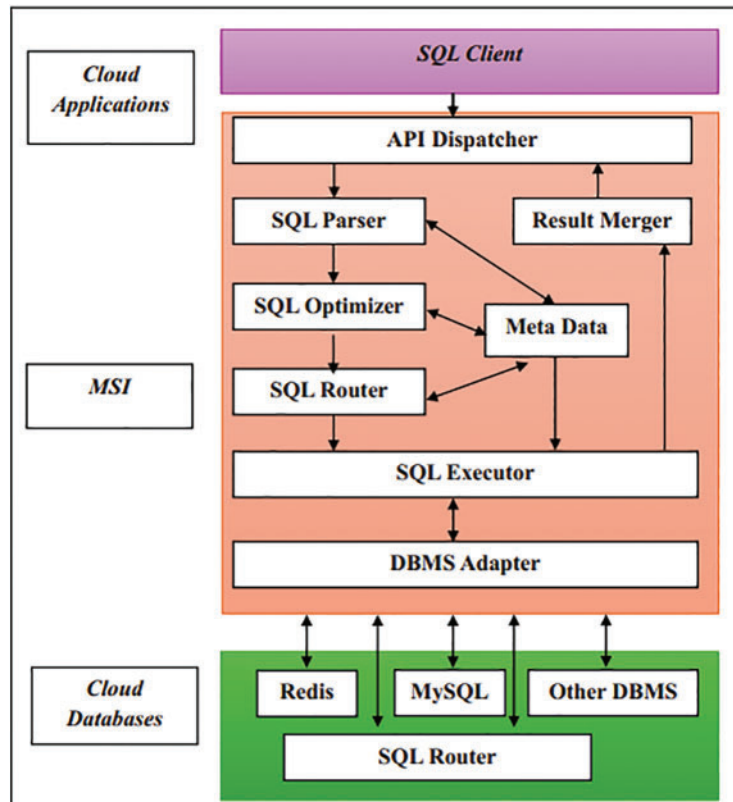 Cloud
Applications
SQL Client
API Dispatcher
SQL Parser
Result Merger
SQL Optimizer
Meta Data
MSI
SQL Router
SQL Executor
DBMS Adapter
Cloud
Databases
Redis
MySQL
Other DBMS
SQL Router